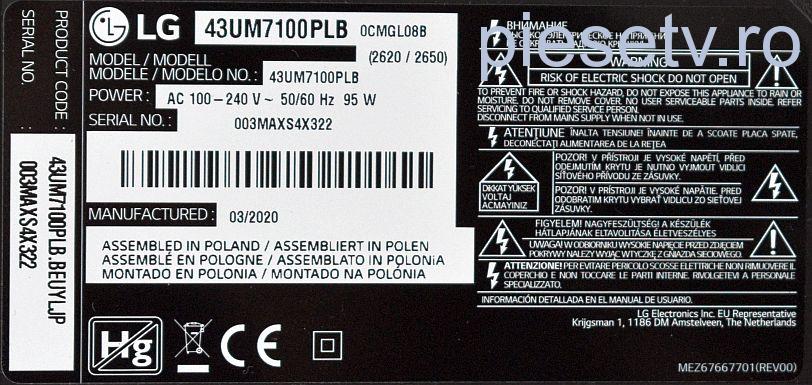 PRODUCT CODE :
43UM7100PLB.BEUYLJP
SERIAL NO. :
003MAXS4X322
LG 43UM7100PLB 0CMGL08B
(2620 / 2650)
MODEL / MODELL
MODELE / MODELO NO. : 43UM7100PLB
POWER : AC 100–240 V ~ 50/60 Hz 95 W
SERIAL NO. : 003MAXS4X322
MANUFACTURED : 03/2020
ASSEMBLED IN POLAND / ASSEMBLIERT IN POLEN
ASSEMBLÉ EN POLOGNE / ASSEMBLATO IN POLONIA
MONTADO EN POLONIA / MONTADO NA POLÓNIA
Hg
CE
piesetv.ro
ВНИМАНИЕ
WARNING!
RISK OF ELECTRIC SHOCK DO NOT OPEN
TO PREVENT FIRE OR SHOCK HAZARD, DO NOT EXPOSE THIS APPLIANCE TO RAIN OR
MOISTURE. DO NOT REMOVE COVER. NO USER SERVICEABLE PARTS INSIDE. REFER
SERVICING TO QUALIFIED SERVICE PERSON.
DISCONNECT FROM MAINS SUPPLY WHEN NOT IN USE.
ATENȚIUNE ÎNALTA TENSIUNE! ÎNAINTE DE A SCOATE PLACA SPATE,
DECONECTAȚI ALIMENTAREA DE LA REȚEA
DIKKAT YÜKSEK
VOLTAJ
AÇMAYINIZ
POZOR! V PŘÍSTROJI JE VYSOKÉ NAPĚTÍ, PŘED
ODEJMUTÍM KRYTU JE NUTNO VYJMOUT VIDLICI
SÍŤOVÉHO PŘÍVODU ZE ZÁSUVKY.
POZOR! V PRÍSTROJI JE VYSOKÉ NAPÄTIE, PRED
ODOBRATIM KRYTU VYBRAŤ VIDLICU SIEŤOVÉHO PRÍVODU ZO
ZÁSUVKY.
FIGYELEM! NAGYFESZÜLTSÉG! A KÉSZÜLÉK
HÁTLAPJÁNAK ELTÁVOLÍTÁSA ÉLETVESZÉLYES.
UWAGA! W ODBIORNIKU WYSOKIE NAPIĘCIE PRZED ZDJĘCIEM
POKRYWY NALEŻY WYJĄĆ WTYCZKĘ Z GNIAZDA SIECIOWEGO.
ATTENZIONE! PER EVITARE PERICOLO SCOSSE ELETTRICHE NON RIMUOVERE IL
COPERCHIO E NON TOCCARE LE PARTE INTERNE. RIVOLGETEVI A PERSONALE
SPECIALIZZATO.
INFORMACIÓN DETALLADA EN EL MANUAL DE USUARIO.
LG Electronics Inc. EU Representative
Krijgsman 1, 1186 DM Amstelveen, The Netherlands
MEZ67667701(REV00)